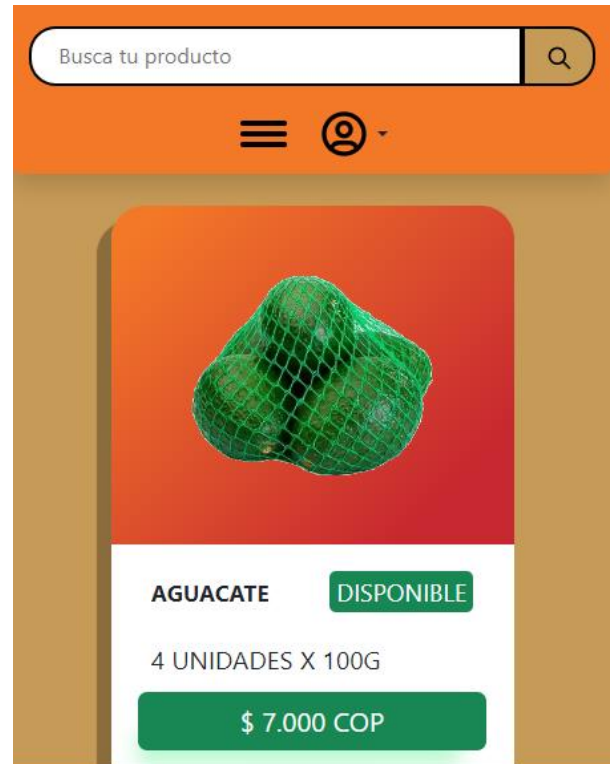 Busca tu producto
AGUACATE DISPONIBLE
4 UNIDADES X 100G
$ 7.000 COP